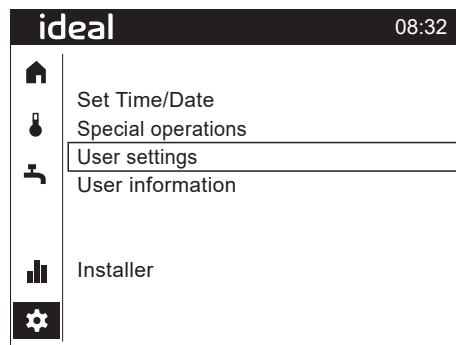 ideal 08:32
Set Time/Date
Special operations
User settings
User information
Installer